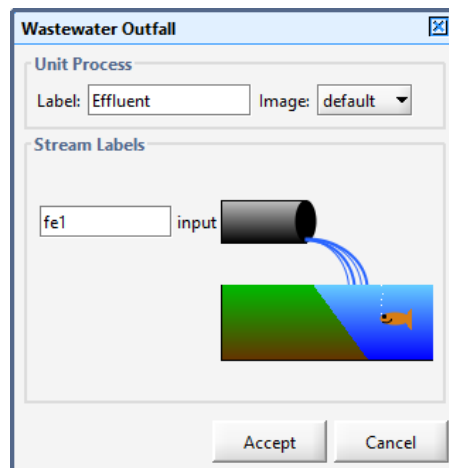 Wastewater Outfall
Unit Process
Label: Effluent Image: default
Stream Labels
fe1 input
Accept Cancel